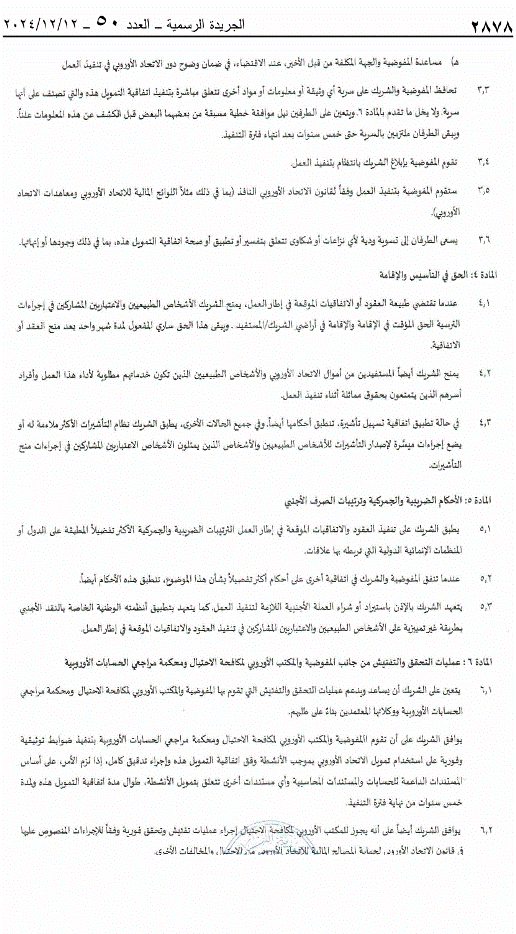 ٢٨٧٨ الجريدة الرسمية ــ العدد ٥٠ ــ ٢٠٢٤/١٢/١٢
هـ) مساعدة المفوضية والجهة المكلفة من قبل الأخير، عند الاقتضاء، في ضمان وضوح دور الاتحاد الأوروبي في تنفيذ العمل
٣,٣ تحافظ المفوضية والشريك على سرية أي وثيقة أو معلومات أو مواد أخرى تتعلق مباشرة بتنفيذ اتفاقية التمويل هذه والتي تصنف على أنها
سرية. ولا يخل ما تقدم بالمادة ٦. ويتعين على الطرفين نيل موافقة خطية مسبقة من بعضهما البعض قبل الكشف عن هذه المعلومات علناً.
ويبقى الطرفان ملتزمين بالسرية حتى خمس سنوات بعد انتهاء فترة التنفيذ.
٣,٤ تقوم المفوضية بإبلاغ الشريك بانتظام بتنفيذ العمل.
٣,٥ ستقوم المفوضية بتنفيذ العمل وفقاً لقانون الاتحاد الأوروبي النافذ (بما في ذلك مثلاً اللوائح المالية للاتحاد الأوروبي ومعاهدات الاتحاد
الأوروبي).
٣,٦ يسعى الطرفان إلى تسوية ودية لأي نزاعات أو شكاوى تتعلق بتفسير أو تطبيق أو صحة اتفاقية التمويل هذه، بما في ذلك وجودها أو إنهائها.
المادة ٤: الحق في التأسيس والإقامة
٤,١ عندما تقتضي طبيعة العقود أو الاتفاقيات الموقعة في إطار العمل، يمنح الشريك الأشخاص الطبيعيين والاعتباريين المشاركين في إجراءات
الترسية الحق المؤقت في الإقامة والإقامة في أراضي الشريك/المستفيد . ويبقى هذا الحق ساري المفعول لمدة شهر واحد بعد منح العقد أو
الاتفاقية.
٤,٢ يمنح الشريك أيضاً المستفيدين من أموال الاتحاد الأوروبي والأشخاص الطبيعيين الذين تكون خدماتهم مطلوبة لأداء هذا العمل وأفراد
أسرهم الذين يتمتعون بحقوق مماثلة أثناء تنفيذ العمل.
٤,٣ في حالة تطبيق اتفاقية تسهيل تأشيرة، تنطبق أحكامها أيضاً. وفي جميع الحالات الأخرى، يطبق الشريك نظام التأشيرات الأكثر ملاءمة له أو
يضع إجراءات ميسَّرة لإصدار التأشيرات للأشخاص الطبيعيين والأشخاص الذين يمثلون الأشخاص الاعتباريين المشاركين في إجراءات منح
التأشيرات.
المادة ٥: الأحكام الضريبية والجمركية وترتيبات الصرف الأجنبي
٥,١ يطبق الشريك على تنفيذ العقود والاتفاقيات الموقعة في إطار العمل الترتيبات الضريبية والجمركية الأكثر تفضيلاً المطبقة على الدول أو
المنظمات الإنمائية الدولية التي تربطه بها علاقات.
٥,٢ عندما تتفق المفوضية والشريك في اتفاقية أخرى على أحكام أكثر تفصيلاً بشأن هذا الموضوع، تنطبق هذه الأحكام أيضاً.
٥,٣ يتعهد الشريك بالإذن باستيراد أو شراء العملة الأجنبية اللازمة لتنفيذ العمل. كما يتعهد بتطبيق أنظمته الوطنية الخاصة بالنقد الأجنبي
بطريقة غير تمييزية على الأشخاص الطبيعيين والاعتباريين المشاركين في تنفيذ العقود والاتفاقيات الموقعة في إطار العمل.
المادة ٦: عمليات التحقق والتفتيش من جانب المفوضية والمكتب الأوروبي لمكافحة الاحتيال ومحكمة مراجعي الحسابات الأوروبية
٦,١ يتعين على الشريك أن يساعد ويدعم عمليات التحقق والتفتيش التي تقوم بها المفوضية والمكتب الأوروبي لمكافحة الاحتيال ومحكمة مراجعي
الحسابات الأوروبية ووكلائها المعتمدين بناءً على طلبهم.
يوافق الشريك على أن تقوم المفوضية والمكتب الأوروبي لمكافحة الاحتيال ومحكمة مراجعي الحسابات الأوروبية بتنفيذ ضوابط توثيقية
وفورية على استخدام تمويل الاتحاد الأوروبي بموجب الأنشطة وفق اتفاقية التمويل هذه وإجراء تدقيق كامل، إذا لزم الأمر، على أساس
المستندات الداعمة للحسابات والمستندات المحاسبية وأي مستندات أخرى تتعلق بتمويل الأنشطة، طوال مدة اتفاقية التمويل هذه ولمدة
خمس سنوات من نهاية فترة التنفيذ.
٦,٢ يوافق الشريك أيضاً على أنه يجوز للمكتب الأوروبي لمكافحة الاحتيال إجراء عمليات تفتيش وتحقق فورية وفقاً للإجراءات المنصوص عليها
في قانون الاتحاد الأوروبي لحماية المصالح المالية للاتحاد الأوروبي من الاحتيال والمخالفات الأخرى.